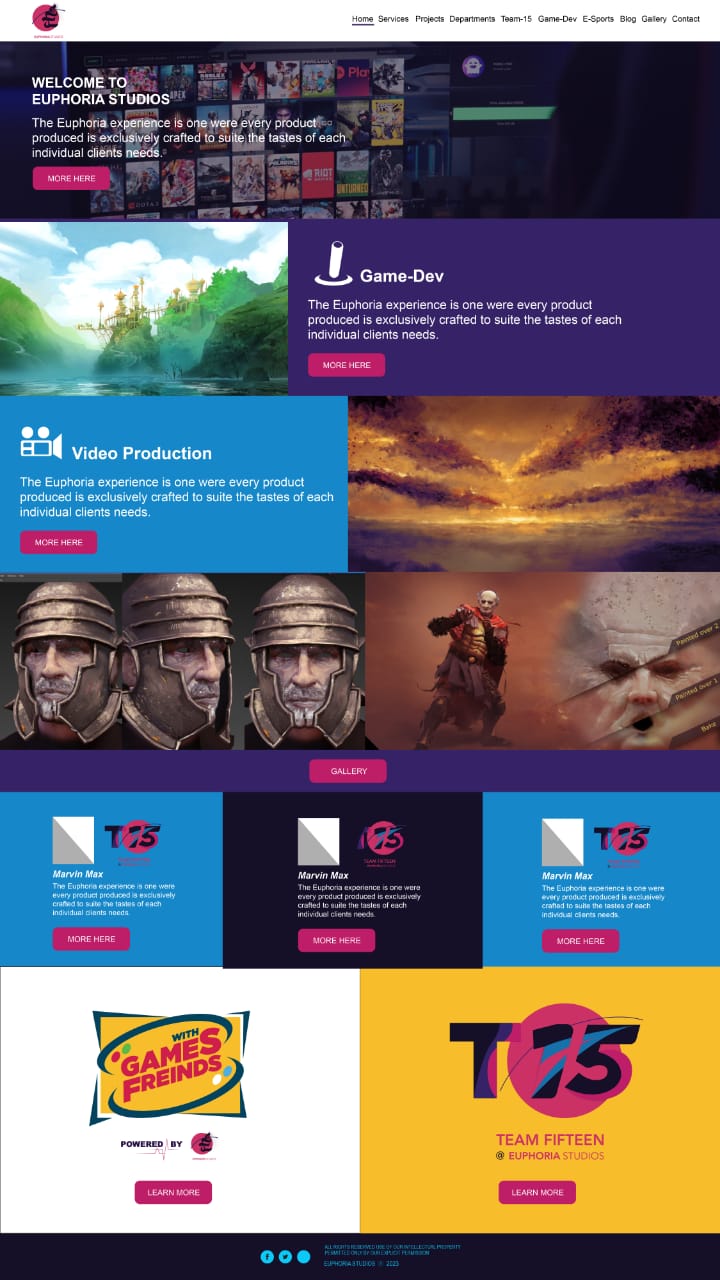 EUPHORIA STUDIOS
Home Services Projects Departments Team-15 Game-Dev E-Sports Blog Gallery Contact
WELCOME TO
EUPHORIA STUDIOS
The Euphoria experience is one were every product
produced is exclusively crafted to suite the tastes of each
individual clients needs.
MORE HERE
APEX
ROBLOX
Play
DOTA 2
RIOT
GAMES
UNTURNED
Game-Dev
The Euphoria experience is one were every product
produced is exclusively crafted to suite the tastes of each
individual clients needs.
MORE HERE
Video Production
The Euphoria experience is one were every product
produced is exclusively crafted to suite the tastes of each
individual clients needs.
MORE HERE
Painted over 2
Painted over 1
Bake
GALLERY
T15
Marvin Max
The Euphoria experience is one were
every product produced is exclusively
crafted to suite the tastes of each
individual clients needs.
MORE HERE
T15
TEAM FIFTEEN
Marvin Max
The Euphoria experience is one were
every product produced is exclusively
crafted to suite the tastes of each
individual clients needs.
MORE HERE
T15
Marvin Max
The Euphoria experience is one were
every product produced is exclusively
crafted to suite the tastes of each
individual clients needs.
MORE HERE
WITH
GAMES
FREINDS
POWERED BY
LEARN MORE
T15
TEAM FIFTEEN
@ EUPHORIA STUDIOS
LEARN MORE
ALL RIGHTS RESERVED USE OF OUR INTELLECTUAL PROPERTY
PERMITTED ONLY BY OUR EXPLICIT PERMISSION
EUPHORIA STUDIOS ® 2023